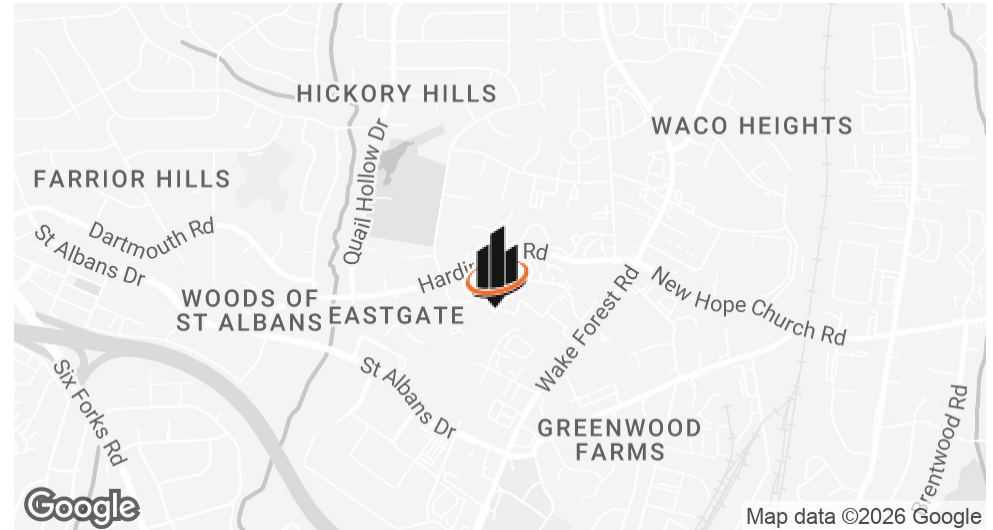 HICKORY HILLS
WACO HEIGHTS
Quail Hollow Dr
FARRIOR HILLS
Dartmouth Rd
St Albans Dr
Rd
New Hope Church Rd
Wake Forest Rd
WOODS OF
ST ALBANS
EASTGATE
St Albans Dr
Six Forks Rd
GREENWOOD
FARMS
Google
Map data ©2026 Google